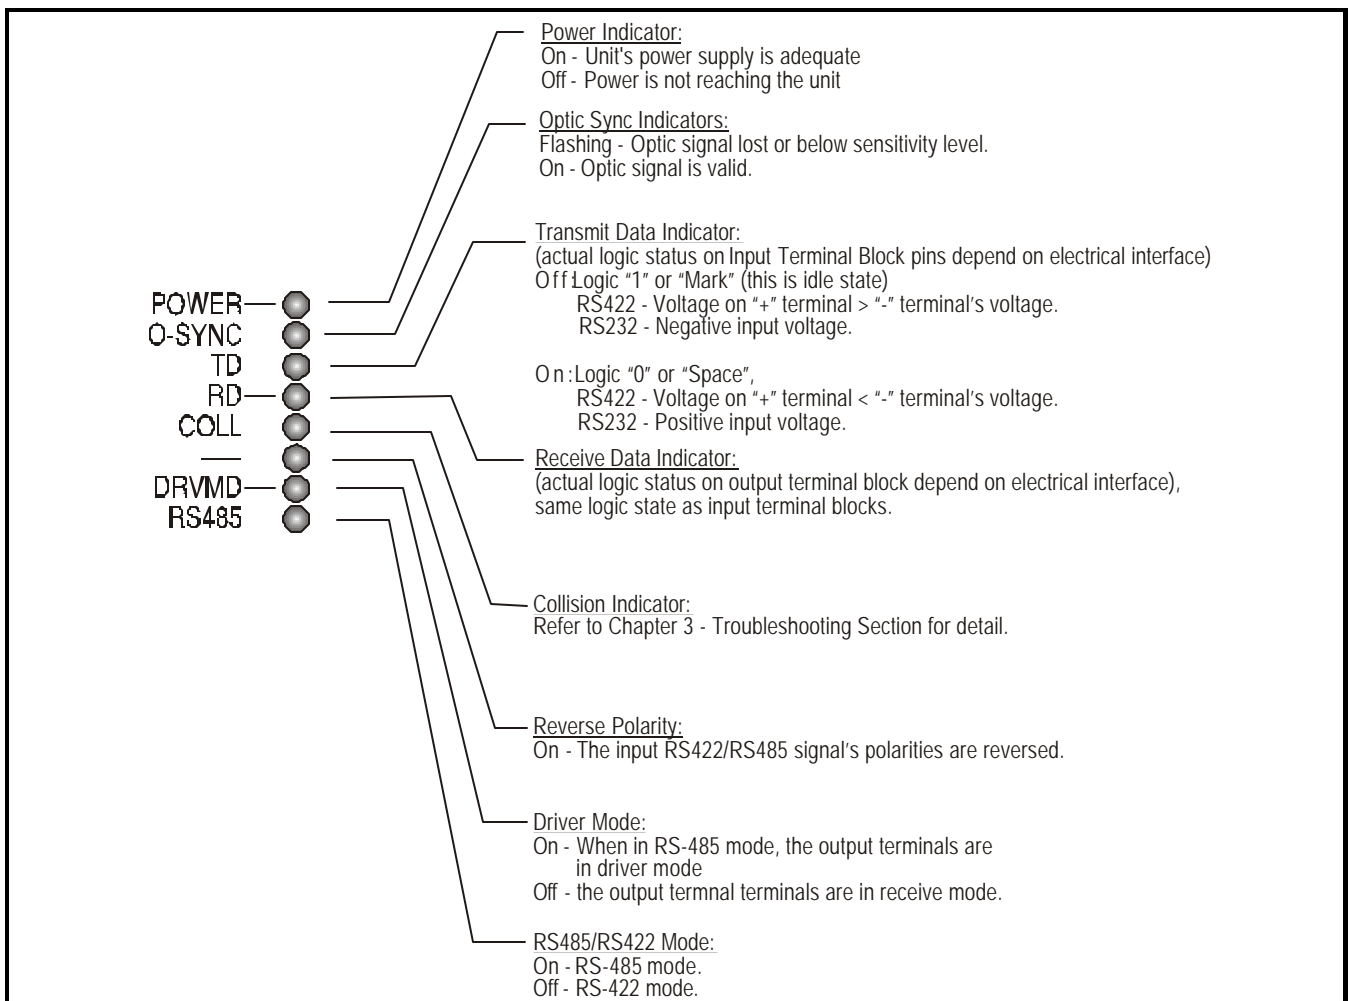 Power Indicator:
On - Unit's power supply is adequate
Off - Power is not reaching the unit
Optic Sync Indicators:
Flashing - Optic signal lost or below sensitivity level.
On - Optic signal is valid.
Transmit Data Indicator:
(actual logic status on Input Terminal Block pins depend on electrical interface)
Off:Logic “1” or “Mark” (this is idle state)
RS422 - Voltage on “+” terminal > “-” terminal’s voltage.
RS232 - Negative input voltage.
On:Logic “0” or “Space”,
RS422 - Voltage on “+” terminal < “-” terminal’s voltage.
RS232 - Positive input voltage.
Receive Data Indicator:
(actual logic status on output terminal block depend on electrical interface),
same logic state as input terminal blocks.
Collision Indicator:
Refer to Chapter 3 - Troubleshooting Section for detail.
Reverse Polarity:
On - The input RS422/RS485 signal’s polarities are reversed.
Driver Mode:
On - When in RS-485 mode, the output terminals are
in driver mode
Off - the output termnal terminals are in receive mode.
RS485/RS422 Mode:
On - RS-485 mode.
Off - RS-422 mode.
POWER
O-SYNC
TD
RD
COLL
DRVMD
RS485